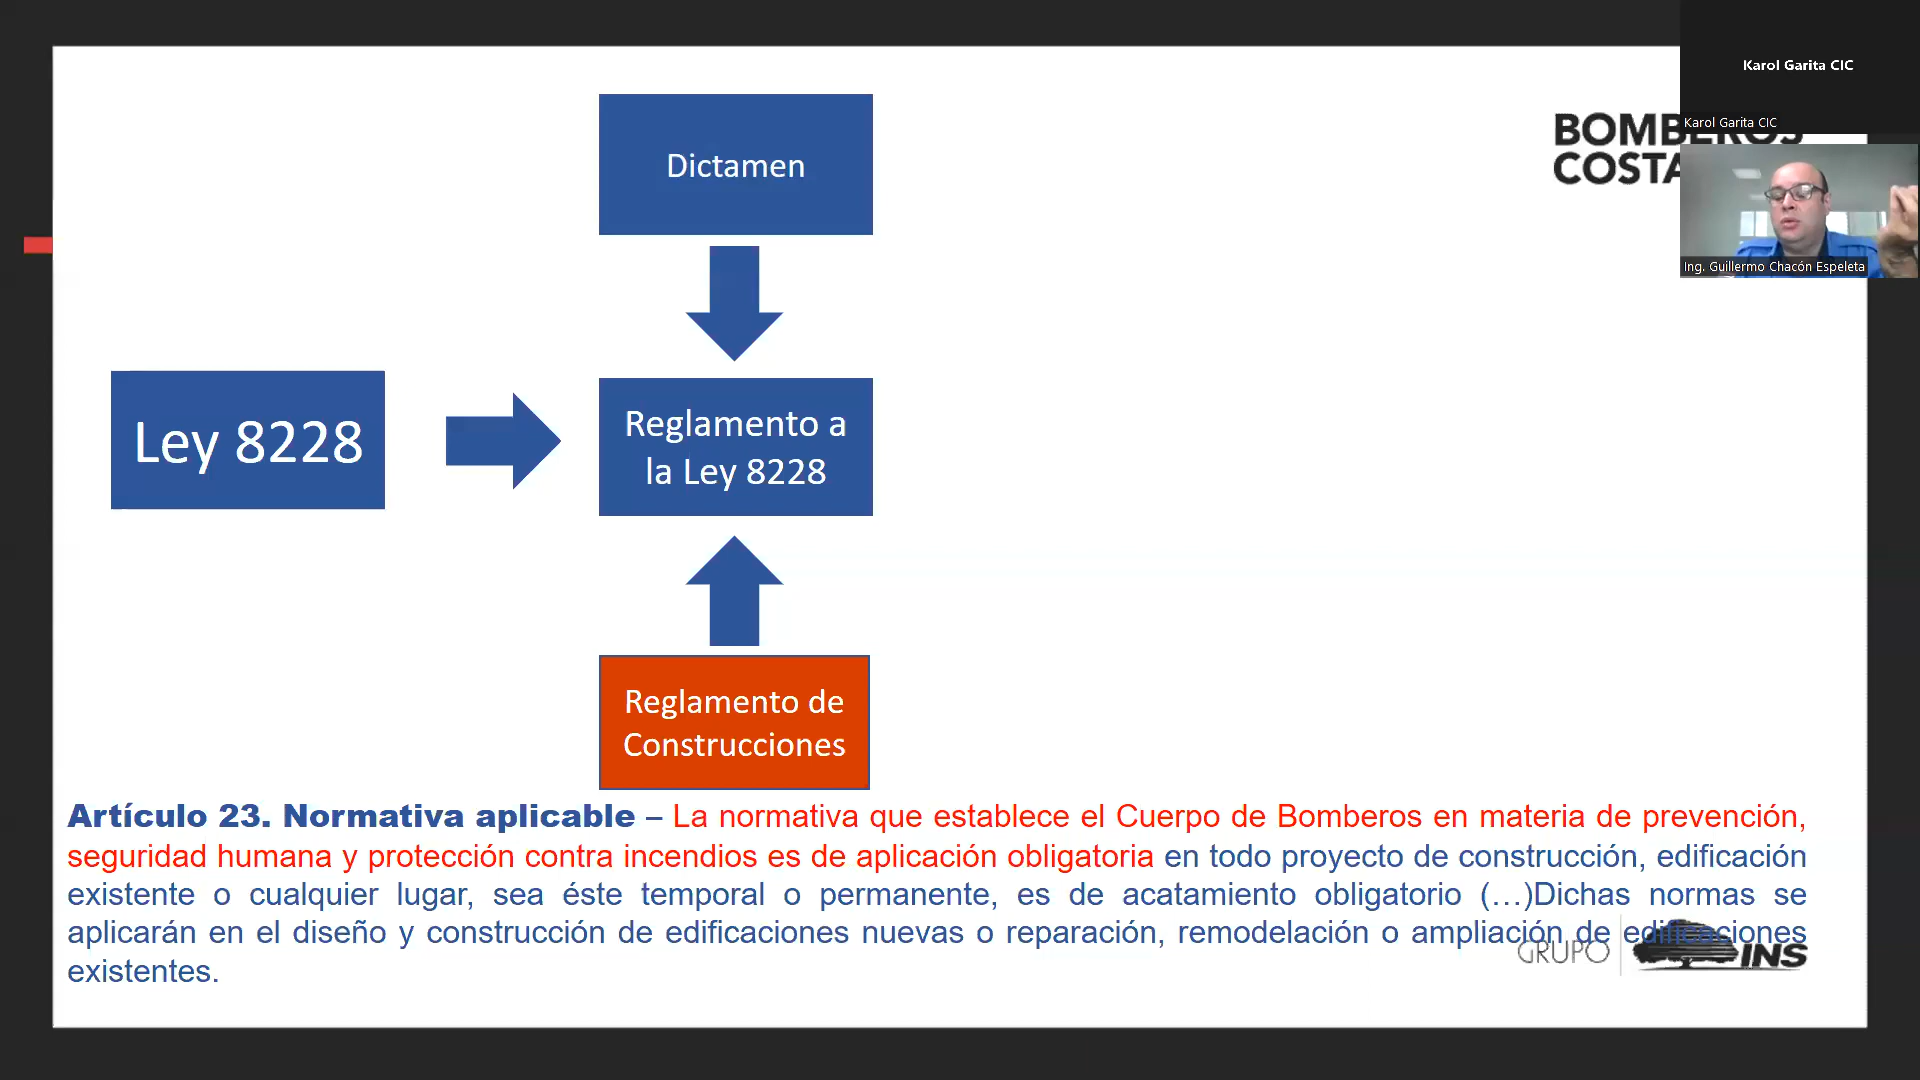 Karol Garita CIC
Karol Garita CIC
BOMBEROS
COSTA
Ing. Guillermo Chacón Espeleta
Dictamen
Ley 8228
Reglamento a
la Ley 8228
Reglamento de
Construcciones
Artículo 23. Normativa aplicable – La normativa que establece el Cuerpo de Bomberos en materia de prevención,
seguridad humana y protección contra incendios es de aplicación obligatoria en todo proyecto de construcción, edificación
existente o cualquier lugar, sea éste temporal o permanente, es de acatamiento obligatorio (…)Dichas normas se
aplicarán en el diseño y construcción de edificaciones nuevas o reparación, remodelación o ampliación de edificaciones
existentes.
GRUPO INS